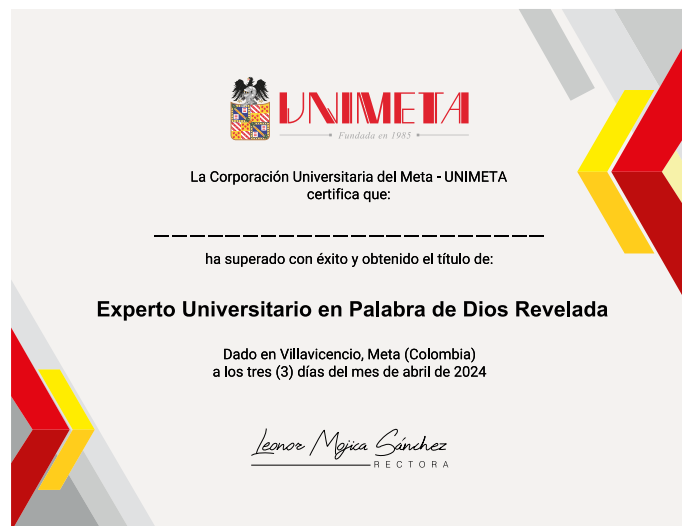 UNIMETA
Fundada en 1985
La Corporación Universitaria del Meta - UNIMETA
certifica que:
ha superado con éxito y obtenido el título de:
Experto Universitario en Palabra de Dios Revelada
Dado en Villavicencio, Meta (Colombia)
a los tres (3) días del mes de abril de 2024
Leonor Mojica Sánchez
RECTORA